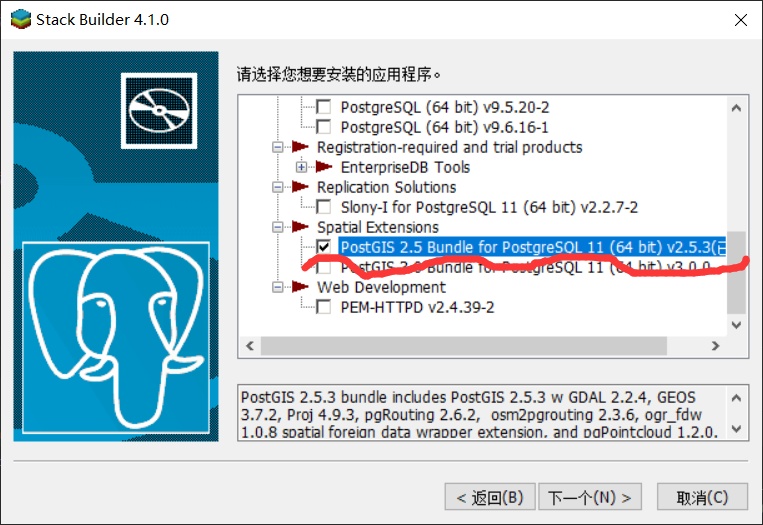 Stack Builder 4.1.0
请选择您想要安装的应用程序。
PostgreSQL (64 bit) v9.5.20-2
PostgreSQL (64 bit) v9.6.16-1
Registration-required and trial products
EnterpriseDB Tools
Replication Solutions
Slony-I for PostgreSQL 11 (64 bit) v2.2.7-2
Spatial Extensions
PostGIS 2.5 Bundle for PostgreSQL 11 (64 bit) v2.5.3(已
PostGIS 3.0 Bundle for PostgreSQL 11 (64 bit) v3.0.0
Web Development
PEM-HTTPD v2.4.39-2
PostGIS 2.5.3 bundle includes PostGIS 2.5.3 w GDAL 2.2.4, GEOS
3.7.2, Proj 4.9.3, pgRouting 2.6.2, osm2pgrouting 2.3.6, ogr_fdw
1.0.8 spatial foreign data wrapper extension, and pgPointcloud 1.2.0.
< 返回(B)
下一个(N) >
取消(C)